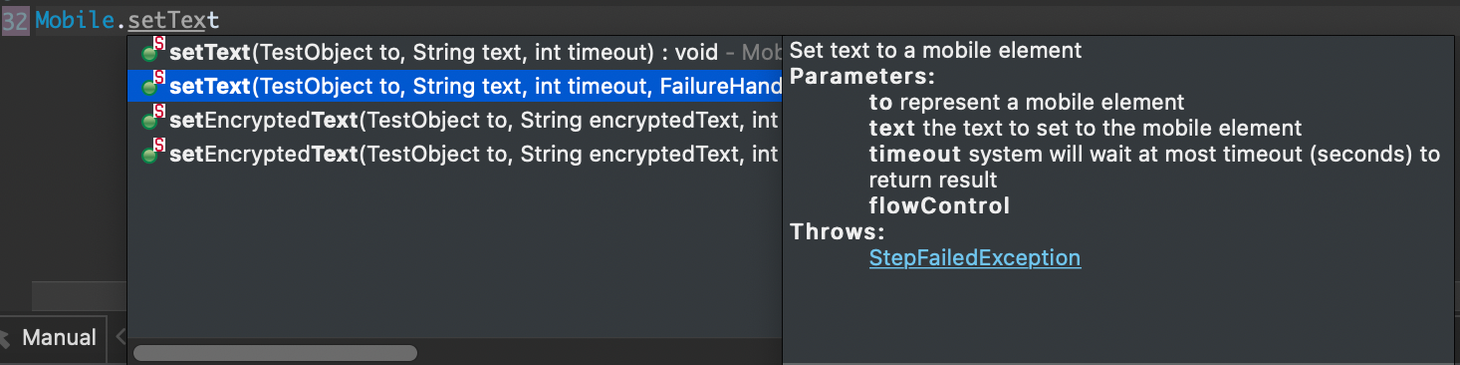 32 Mobile.setText
setText(TestObject to, String text, int timeout) : void - Mob
setText(TestObject to, String text, int timeout, FailureHand
setEncryptedText(TestObject to, String encryptedText, int
setEncryptedText(TestObject to, String encryptedText, int
Set text to a mobile element
Parameters:
to represent a mobile element
text the text to set to the mobile element
timeout system will wait at most timeout (seconds) to
return result
flowControl
Throws:
StepFailedException
Manual